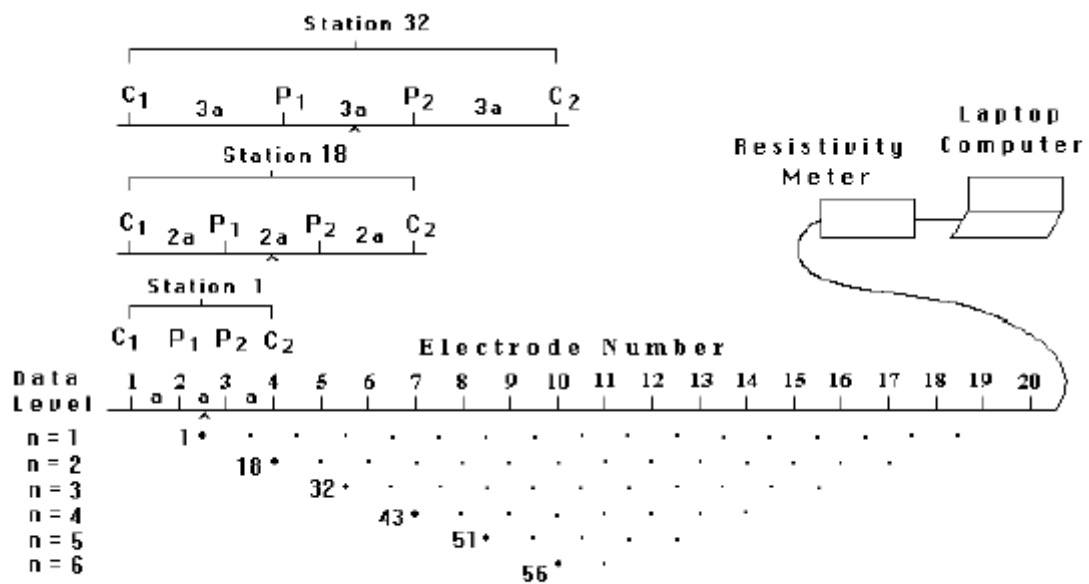 Station 32
C1 3a P1 3a P2 3a C2
Laptop
Computer
Resistivity
Meter
Station 18
C1 2a P1 2a P2 2a C2
Station 1
C1 P1 P2 C2
Electrode Number
Data
Level
1 2 3 4 5 6 7 8 9 10 11 12 13 14 15 16 17 18 19 20
a a a
n = 1 1
n = 2 18
n = 3 32
n = 4 43
n = 5 51
n = 6 56